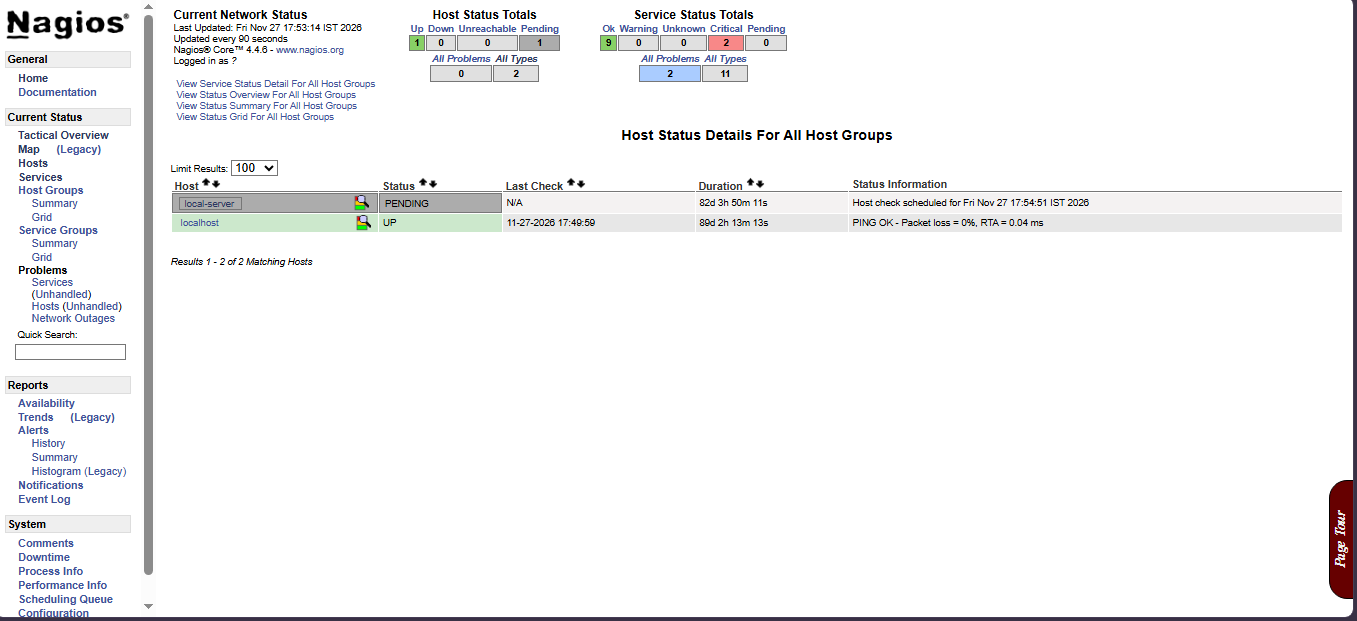 Nagios®
General
Home
Documentation
Current Status
Tactical Overview
Map (Legacy)
Hosts
Services
Host Groups
Summary
Grid
Service Groups
Summary
Grid
Problems
Services
(Unhandled)
Hosts (Unhandled)
Network Outages
Quick Search:
Reports
Availability
Trends (Legacy)
Alerts
History
Summary
Histogram (Legacy)
Notifications
Event Log
System
Comments
Downtime
Process Info
Performance Info
Scheduling Queue
Configuration
Current Network Status
Last Updated: Fri Nov 27 17:53:14 IST 2026
Updated every 90 seconds
Nagios® Core™ 4.4.6 - www.nagios.org
Logged in as ?
View Service Status Detail For All Host Groups
View Status Overview For All Host Groups
View Status Summary For All Host Groups
View Status Grid For All Host Groups
Host Status Totals
Up Down Unreachable Pending
1 0 0 1
All Problems All Types
0 2
Service Status Totals
Ok Warning Unknown Critical Pending
9 0 0 2 0
All Problems All Types
2 11
Host Status Details For All Host Groups
Limit Results: 100
Host Status Last Check Duration Status Information
local-server PENDING N/A 82d 3h 50m 11s Host check scheduled for Fri Nov 27 17:54:51 IST 2026
localhost UP 11-27-2026 17:49:59 89d 2h 13m 13s PING OK - Packet loss = 0%, RTA = 0.04 ms
Results 1 - 2 of 2 Matching Hosts
Page Tour